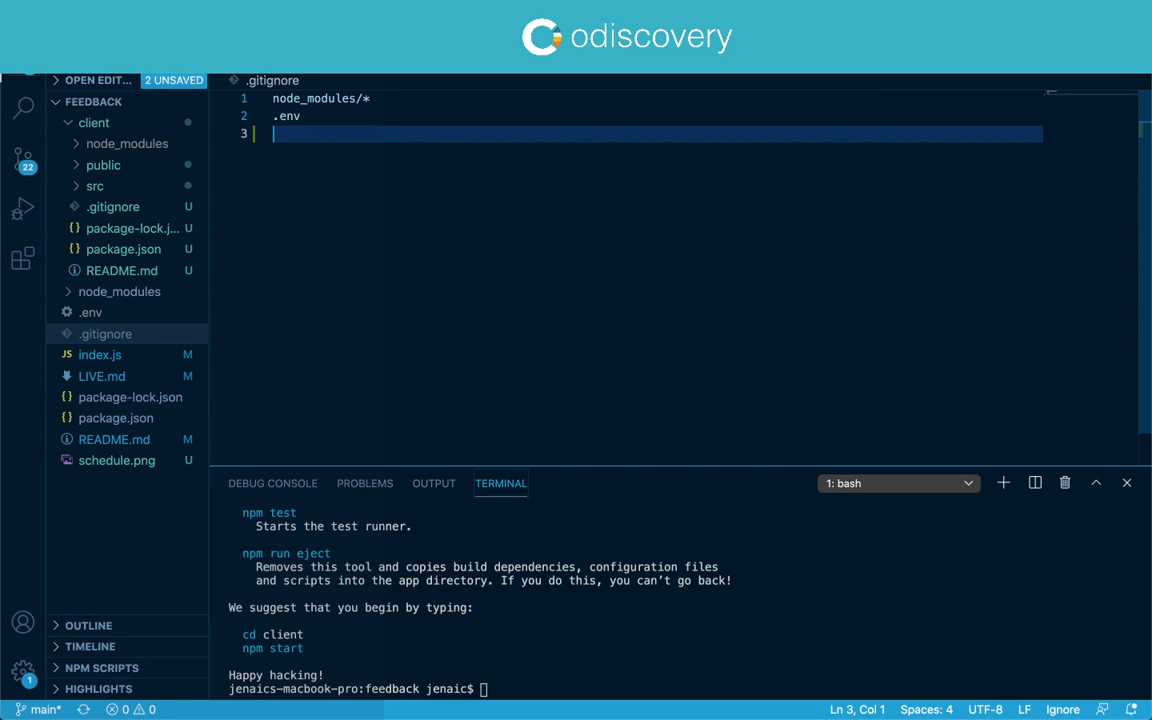 odiscovery
OPEN EDIT... 2 UNSAVED
.gitignore
FEEDBACK
client
node_modules
public
src
.gitignore U
package-lock.j... U
package.json U
README.md U
node_modules
.env
.gitignore
index.js M
LIVE.md M
package-lock.json
package.json
README.md M
schedule.png U
OUTLINE
TIMELINE
NPM SCRIPTS
HIGHLIGHTS
22
1
1 node_modules/*
2 .env
3
DEBUG CONSOLE PROBLEMS OUTPUT TERMINAL 1: bash
npm test
Starts the test runner.
npm run eject
Removes this tool and copies build dependencies, configuration files
and scripts into the app directory. If you do this, you can’t go back!
We suggest that you begin by typing:
cd client
npm start
Happy hacking!
jenaics-macbook-pro:feedback jenaic$
main* 0 0 Ln 3, Col 1 Spaces: 4 UTF-8 LF Ignore